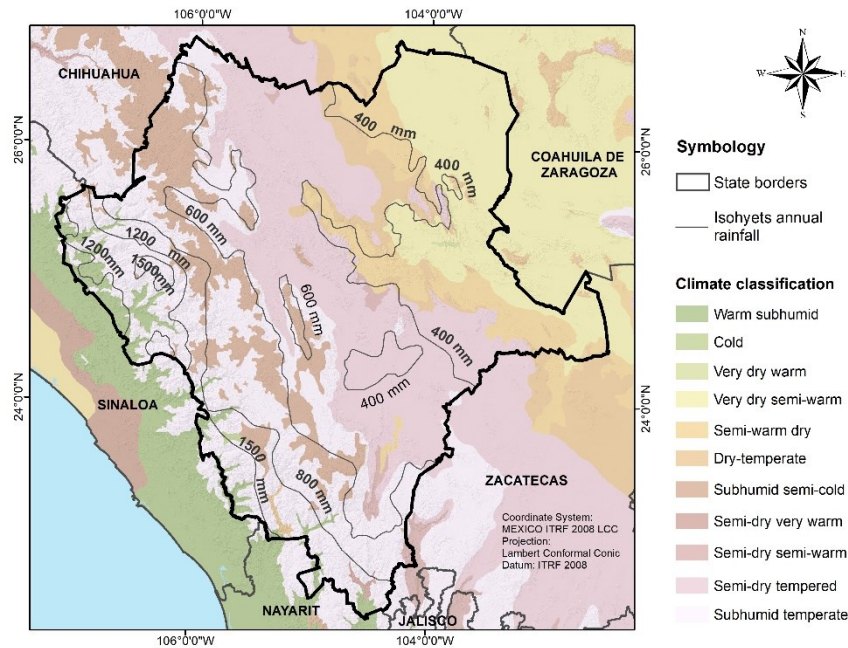 106°0'0"W 104°0'0"W
CHIHUAHUA
26°0'0"N
400 mm
400
mm
COAHUILA DE
ZARAGOZA
26°0'0"N
600 mm
1200 mm
1200mm
1500mm
600 mm
400 mm
400 mm
24°0'0"N
SINALOA
24°0'0"N
1500
mm
800 mm
ZACATECAS
Coordinate System:
MEXICO ITRF 2008 LCC
Projection:
Lambert Conformal Conic
Datum: ITRF 2008
NAYARIT
JALISCO
106°0'0"W 104°0'0"W
N
W E
S
Symbology
State borders
Isohyets annual
rainfall
Climate classification
Warm subhumid
Cold
Very dry warm
Very dry semi-warm
Semi-warm dry
Dry-temperate
Subhumid semi-cold
Semi-dry very warm
Semi-dry semi-warm
Semi-dry tempered
Subhumid temperate